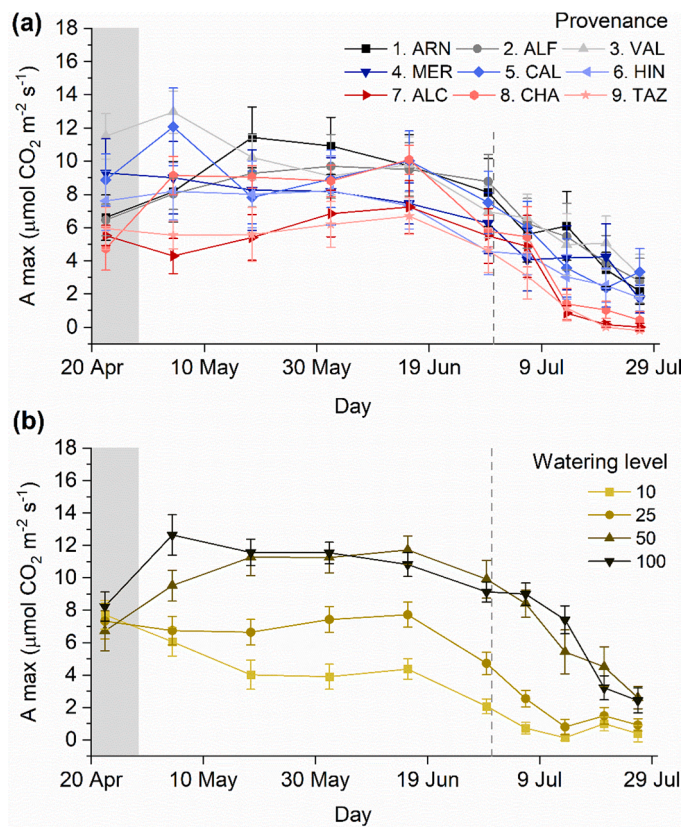 (a)
Provenance
1. ARN 2. ALF 3. VAL
4. MER 5. CAL 6. HIN
7. ALC 8. CHA 9. TAZ
A max (μmol CO₂ m⁻² s⁻¹)
18
16
14
12
10
8
6
4
2
0
20 Apr 10 May 30 May 19 Jun 9 Jul 29 Jul
Day
(b)
Watering level
10
25
50
100
A max (μmol CO₂ m⁻² s⁻¹)
18
16
14
12
10
8
6
4
2
0
20 Apr 10 May 30 May 19 Jun 9 Jul 29 Jul
Day